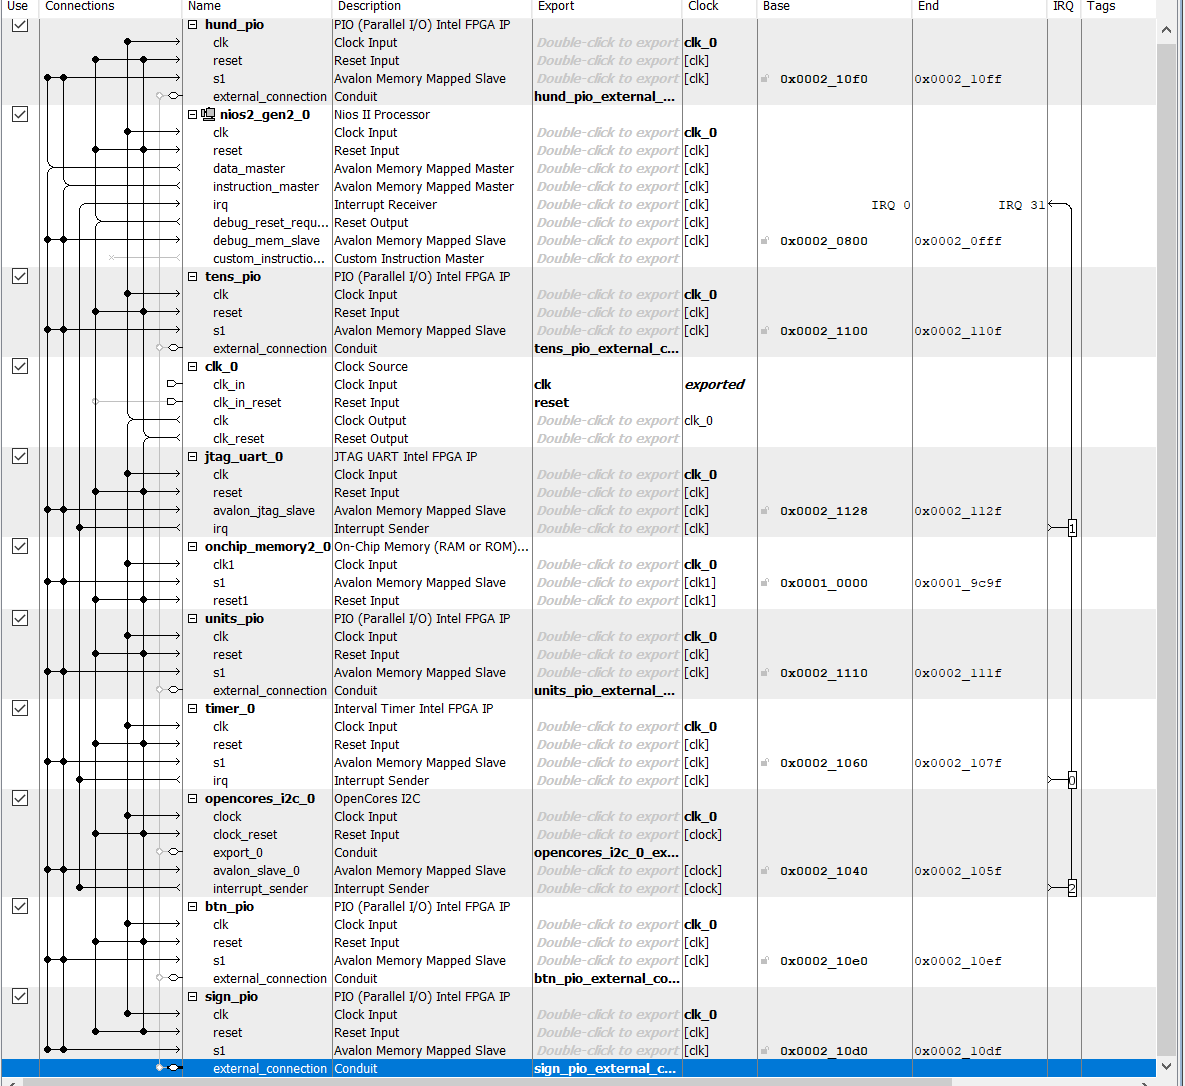 Use Connections Name Description Export Clock Base End IRQ Tags
hund_pio PIO (Parallel I/O) Intel FPGA IP
clk Clock Input Double-click to export clk_0
reset Reset Input Double-click to export [clk]
s1 Avalon Memory Mapped Slave Double-click to export [clk] 0x0002_10f0 0x0002_10ff
external_connection Conduit hund_pio_external_...
nios2_gen2_0 Nios II Processor
clk Clock Input Double-click to export clk_0
reset Reset Input Double-click to export [clk]
data_master Avalon Memory Mapped Master Double-click to export [clk]
instruction_master Avalon Memory Mapped Master Double-click to export [clk]
irq Interrupt Receiver Double-click to export [clk] IRQ 0 IRQ 31
debug_reset_requ... Reset Output Double-click to export [clk]
debug_mem_slave Avalon Memory Mapped Slave Double-click to export [clk] 0x0002_0800 0x0002_0fff
custom_instructio... Custom Instruction Master Double-click to export
tens_pio PIO (Parallel I/O) Intel FPGA IP
clk Clock Input Double-click to export clk_0
reset Reset Input Double-click to export [clk]
s1 Avalon Memory Mapped Slave Double-click to export [clk] 0x0002_1100 0x0002_110f
external_connection Conduit tens_pio_external_c...
clk_0 Clock Source
clk_in Clock Input clk exported
clk_in_reset Reset Input reset
clk Clock Output Double-click to export clk_0
clk_reset Reset Output Double-click to export
jtag_uart_0 JTAG UART Intel FPGA IP
clk Clock Input Double-click to export clk_0
reset Reset Input Double-click to export [clk]
avalon_jtag_slave Avalon Memory Mapped Slave Double-click to export [clk] 0x0002_1128 0x0002_112f
irq Interrupt Sender Double-click to export [clk] 1
onchip_memory2_0 On-Chip Memory (RAM or ROM)...
clk1 Clock Input Double-click to export clk_0
s1 Avalon Memory Mapped Slave Double-click to export [clk1] 0x0001_0000 0x0001_9c9f
reset1 Reset Input Double-click to export [clk1]
units_pio PIO (Parallel I/O) Intel FPGA IP
clk Clock Input Double-click to export clk_0
reset Reset Input Double-click to export [clk]
s1 Avalon Memory Mapped Slave Double-click to export [clk] 0x0002_1110 0x0002_111f
external_connection Conduit units_pio_external_...
timer_0 Interval Timer Intel FPGA IP
clk Clock Input Double-click to export clk_0
reset Reset Input Double-click to export [clk]
s1 Avalon Memory Mapped Slave Double-click to export [clk] 0x0002_1060 0x0002_107f
irq Interrupt Sender Double-click to export [clk] 0
opencores_i2c_0 OpenCores I2C
clock Clock Input Double-click to export clk_0
clock_reset Reset Input Double-click to export [clock]
export_0 Conduit opencores_i2c_0_ex...
avalon_slave_0 Avalon Memory Mapped Slave Double-click to export [clock] 0x0002_1040 0x0002_105f
interrupt_sender Interrupt Sender Double-click to export [clock] 2
btn_pio PIO (Parallel I/O) Intel FPGA IP
clk Clock Input Double-click to export clk_0
reset Reset Input Double-click to export [clk]
s1 Avalon Memory Mapped Slave Double-click to export [clk] 0x0002_10e0 0x0002_10ef
external_connection Conduit btn_pio_external_co...
sign_pio PIO (Parallel I/O) Intel FPGA IP
clk Clock Input Double-click to export clk_0
reset Reset Input Double-click to export [clk]
s1 Avalon Memory Mapped Slave Double-click to export [clk] 0x0002_10d0 0x0002_10df
external_connection Conduit sign_pio_external_c...